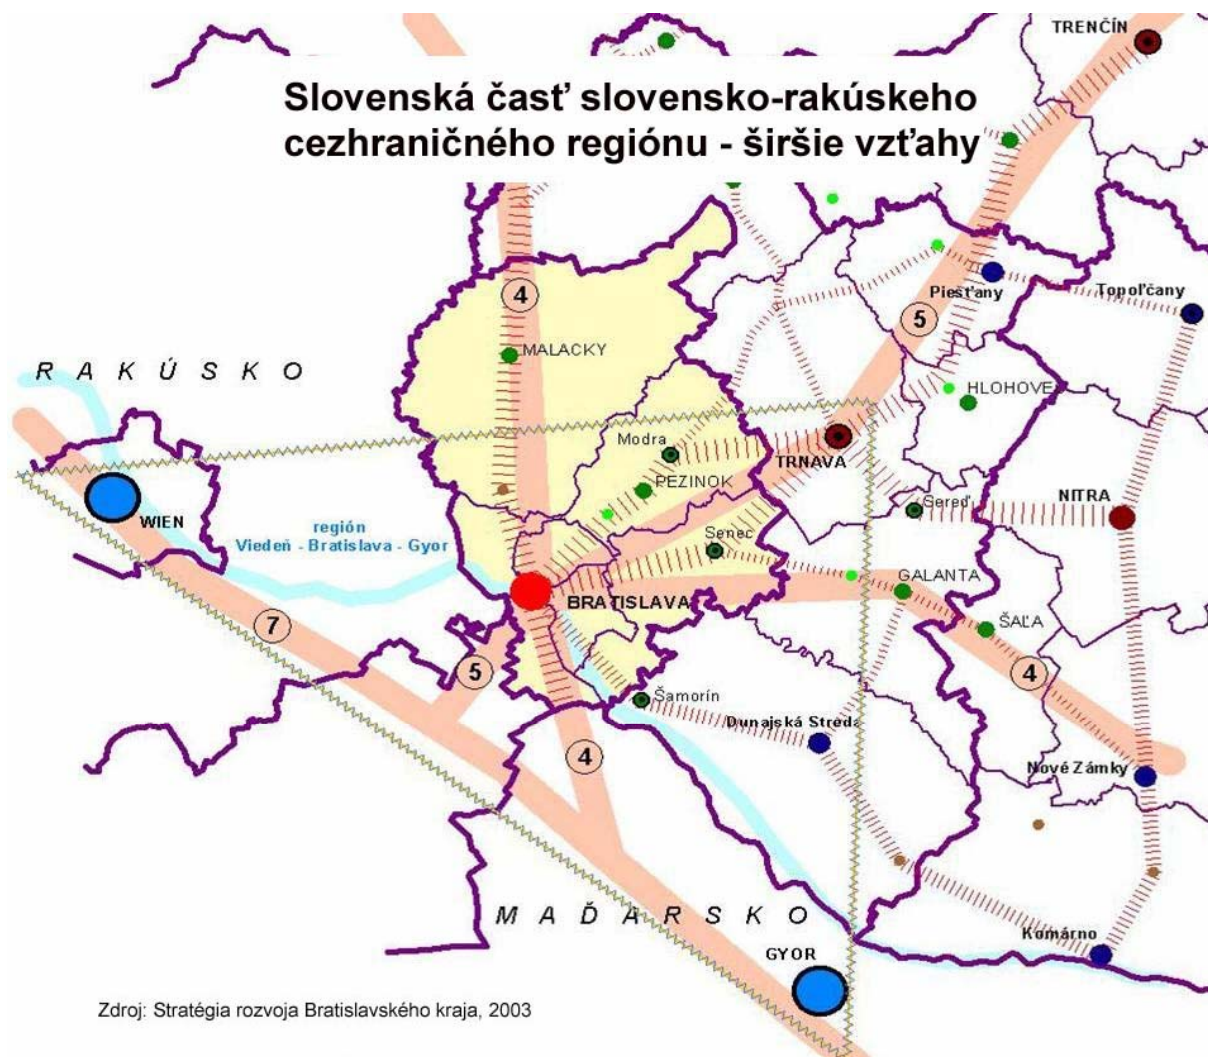 TRENČÍN
Slovenská časť slovensko-rakúskeho
cezhraničného regiónu - širšie vzťahy
4
Piešťany
Topoľčany
5
MALACKY
RAKÚSKO
HLOHOVE
Modra
TRNAVA
PEZINOK
Sereď
NITRA
WIEN
región
Viedeň - Bratislava - Gyor
Senec
GALANTA
BRATISLAVA
7
ŠAĽA
5
4
Šamorín
Dunajská Streda
4
Nové Zámky
MAĎARSKO
Komárno
GYOR
Zdroj: Stratégia rozvoja Bratislavského kraja, 2003